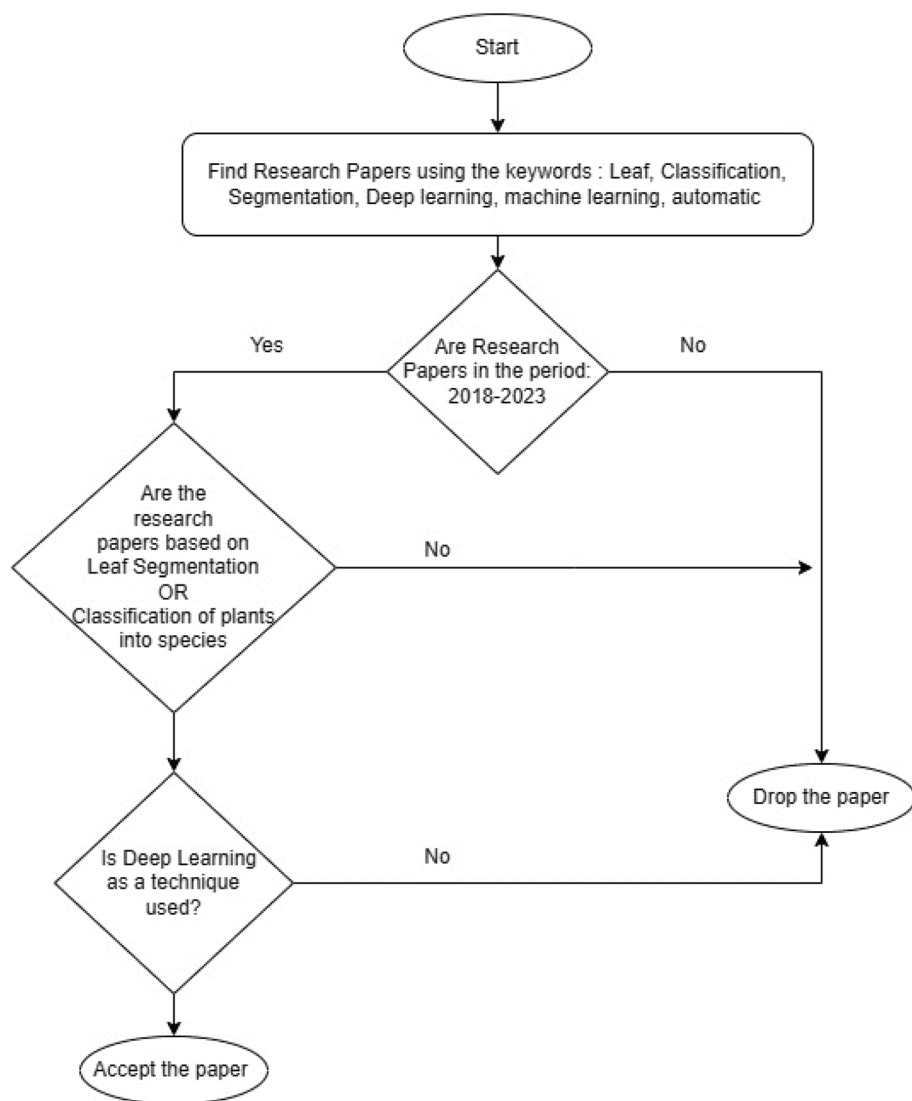 Start
Find Research Papers using the keywords : Leaf, Classification,
Segmentation, Deep learning, machine learning, automatic
Are Research
Papers in the period:
2018-2023
Yes
No
Are the
research
papers based on
Leaf Segmentation
OR
Classification of plants
into species
No
Drop the paper
Is Deep Learning
as a technique
used?
No
Accept the paper